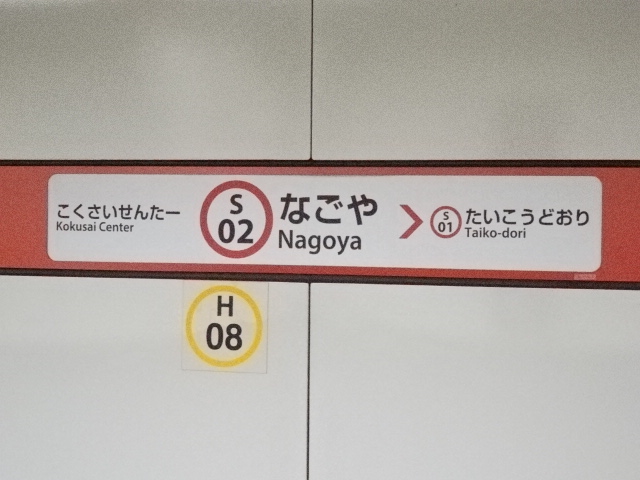 こくさいせんたー
Kokusai Center
S
02
なごや
Nagoya
S
01
たいこうどおり
Taiko-dori
H
08